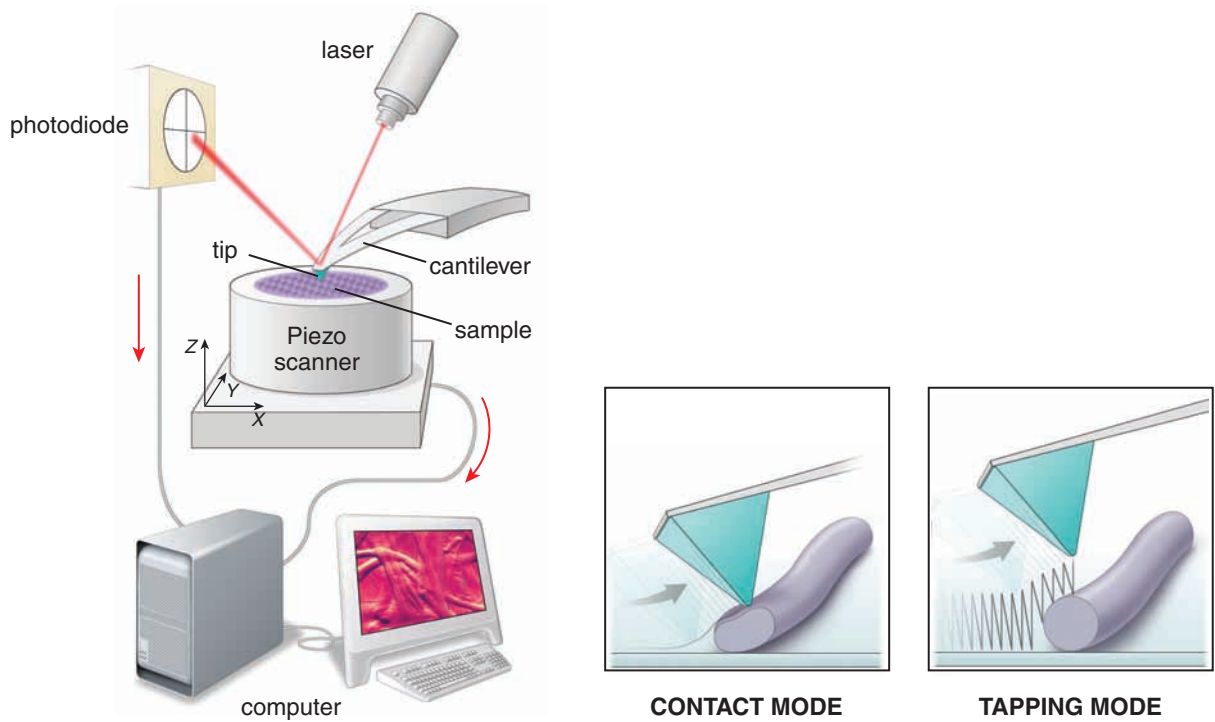 laser
photodiode
tip
cantilever
sample
Piezo
scanner
Z
Y
X
computer
CONTACT MODE
TAPPING MODE